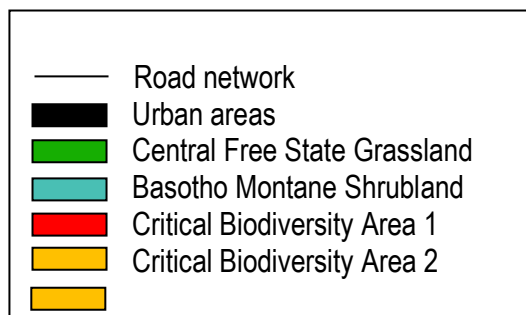 Road network
Urban areas
Central Free State Grassland
Basotho Montane Shrubland
Critical Biodiversity Area 1
Critical Biodiversity Area 2